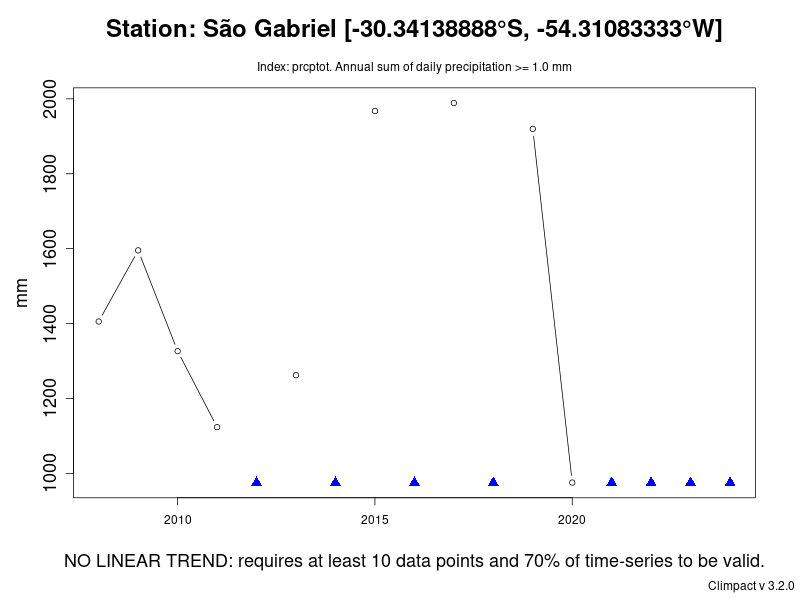 Station: São Gabriel [-30.34138888°S, -54.31083333°W]
Index: prcptot. Annual sum of daily precipitation >= 1.0 mm
mm
2000
1800
1600
1400
1200
1000
2010 2015 2020
NO LINEAR TREND: requires at least 10 data points and 70% of time-series to be valid.
Climpact v 3.2.0